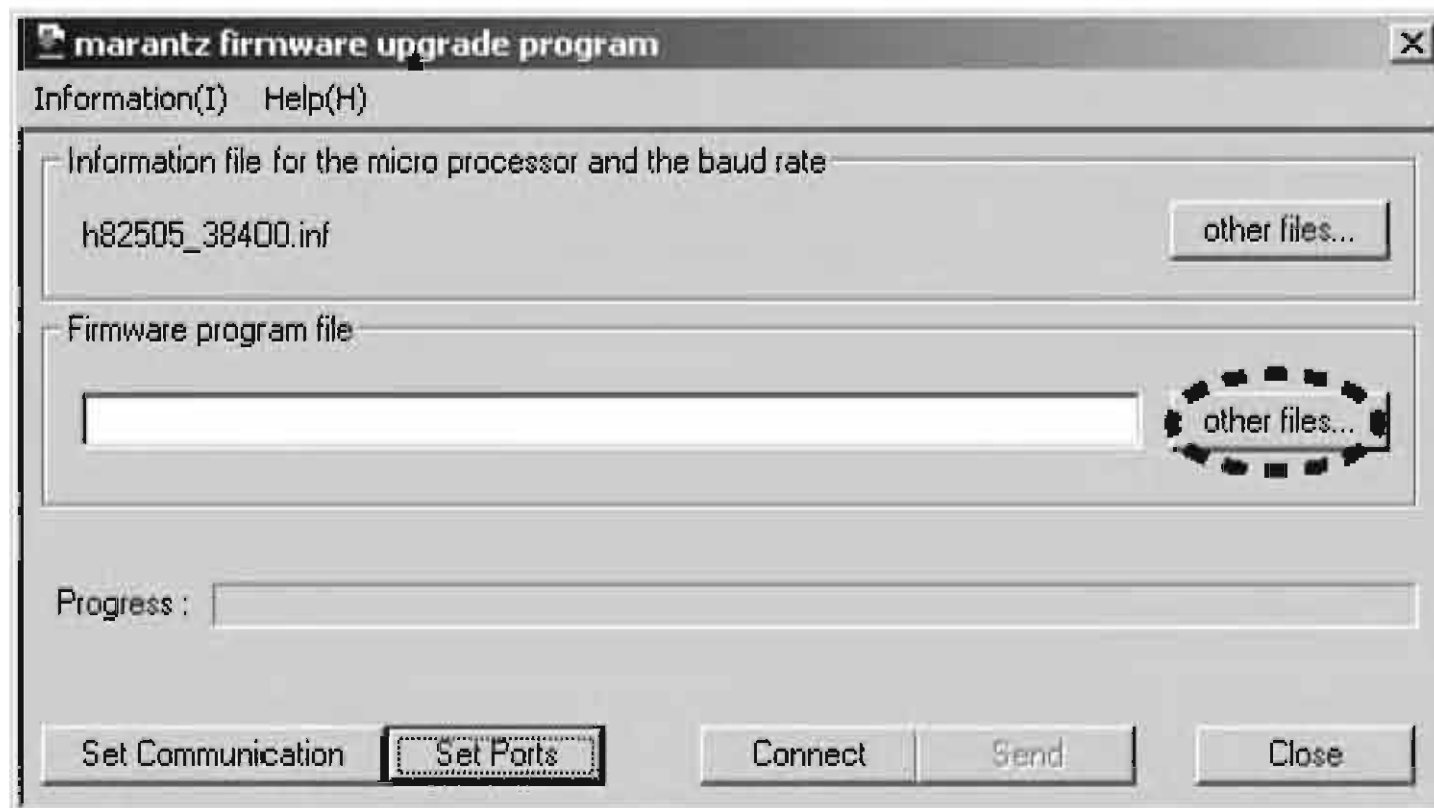 marantz firmware upgrade program
Information(I) Help(H)
Information file for the micro processor and the baud rate
h82505_38400.inf other files...
Firmware program file
other files...
Progress :
Set Communication Set Ports Connect Send Close